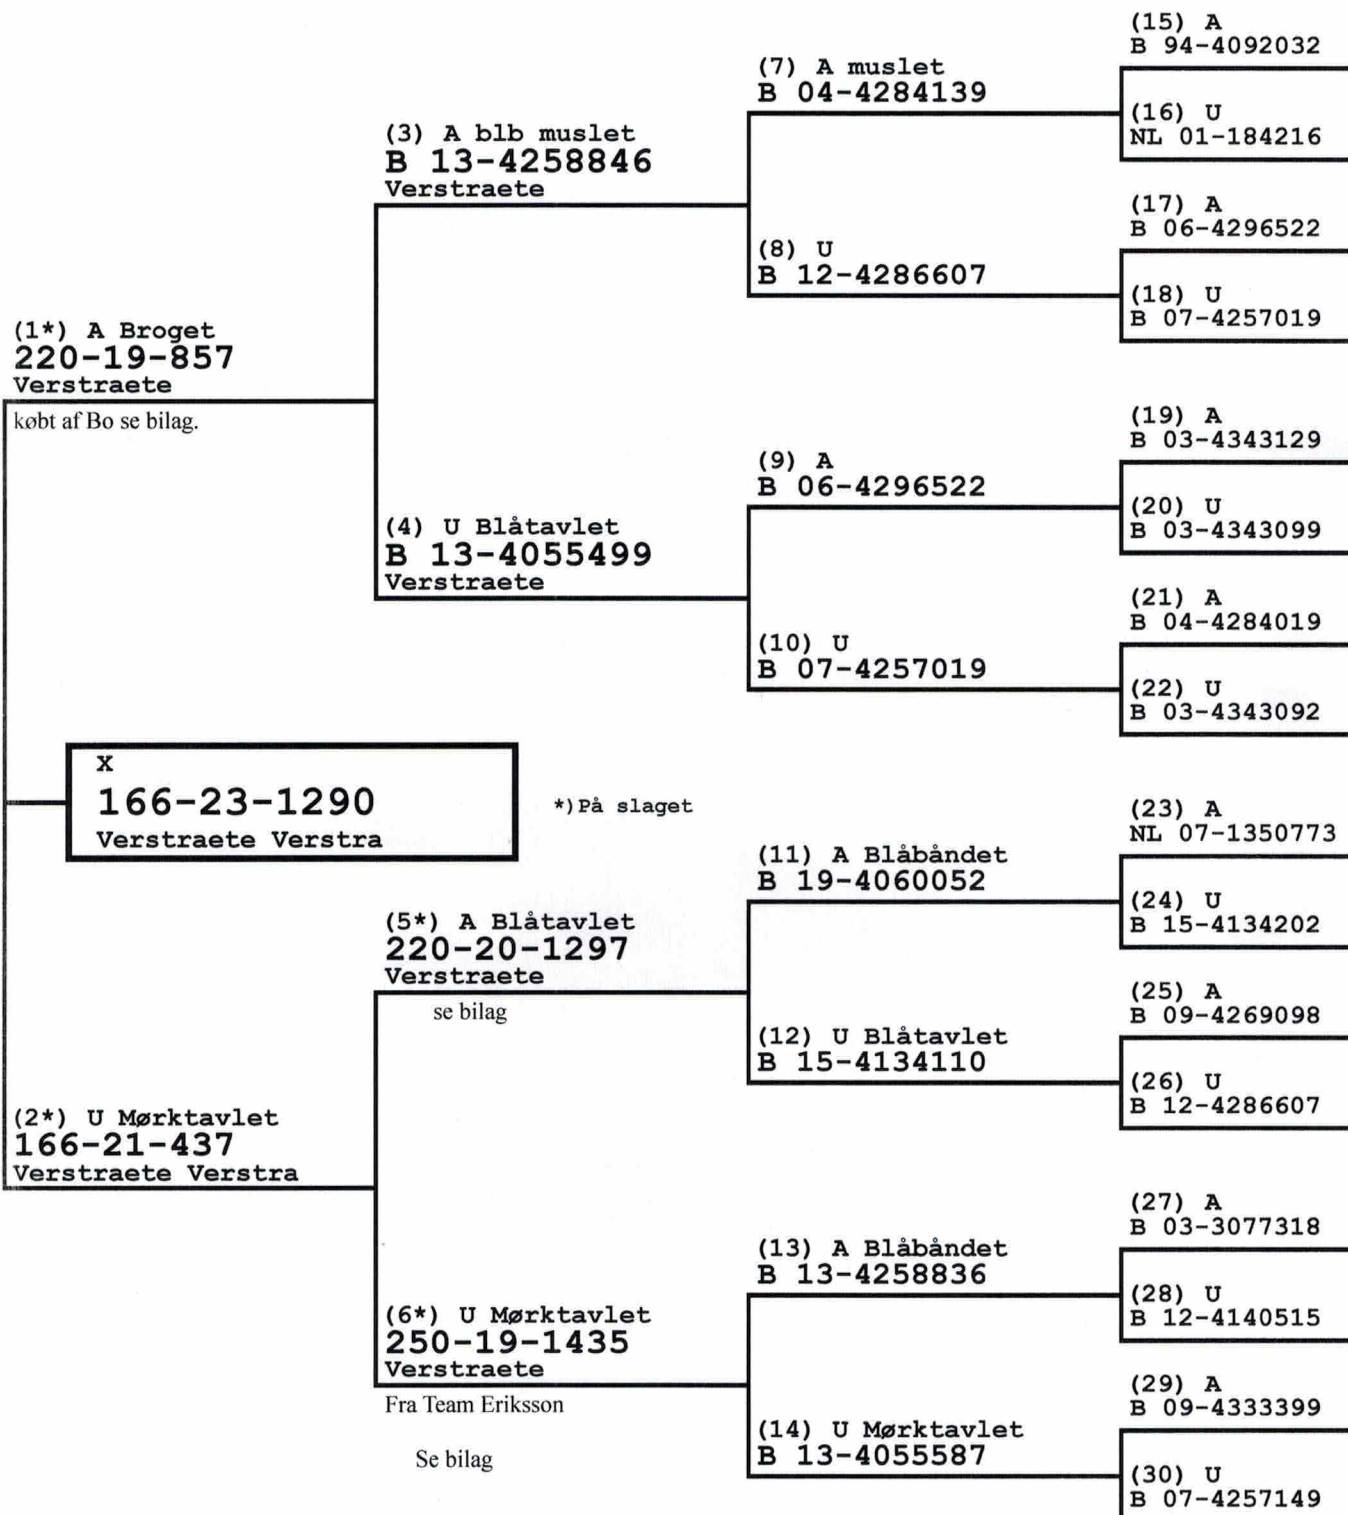 (15) A
B 94-4092032
(7) A muslet
B 04-4284139
(16) U
NL 01-184216
(3) A blb muslet
B 13-4258846
Verstraete
(17) A
B 06-4296522
(8) U
B 12-4286607
(18) U
B 07-4257019
(1*) A Broget
220-19-857
Verstraete
købt af Bo se bilag.
(19) A
B 03-4343129
(9) A
B 06-4296522
(20) U
B 03-4343099
(4) U Blåtavlet
B 13-4055499
Verstraete
(21) A
B 04-4284019
(10) U
B 07-4257019
(22) U
B 03-4343092
X
166-23-1290
Verstraete Verstra
*)På slaget
(23) A
NL 07-1350773
(11) A Blåbåndet
B 19-4060052
(24) U
B 15-4134202
(5*) A Blåtavlet
220-20-1297
Verstraete
se bilag
(25) A
B 09-4269098
(12) U Blåtavlet
B 15-4134110
(26) U
B 12-4286607
(2*) U Mørktavlet
166-21-437
Verstraete Verstra
(27) A
B 03-3077318
(13) A Blåbåndet
B 13-4258836
(28) U
B 12-4140515
(6*) U Mørktavlet
250-19-1435
Verstraete
Fra Team Eriksson
Se bilag
(29) A
B 09-4333399
(14) U Mørktavlet
B 13-4055587
(30) U
B 07-4257149